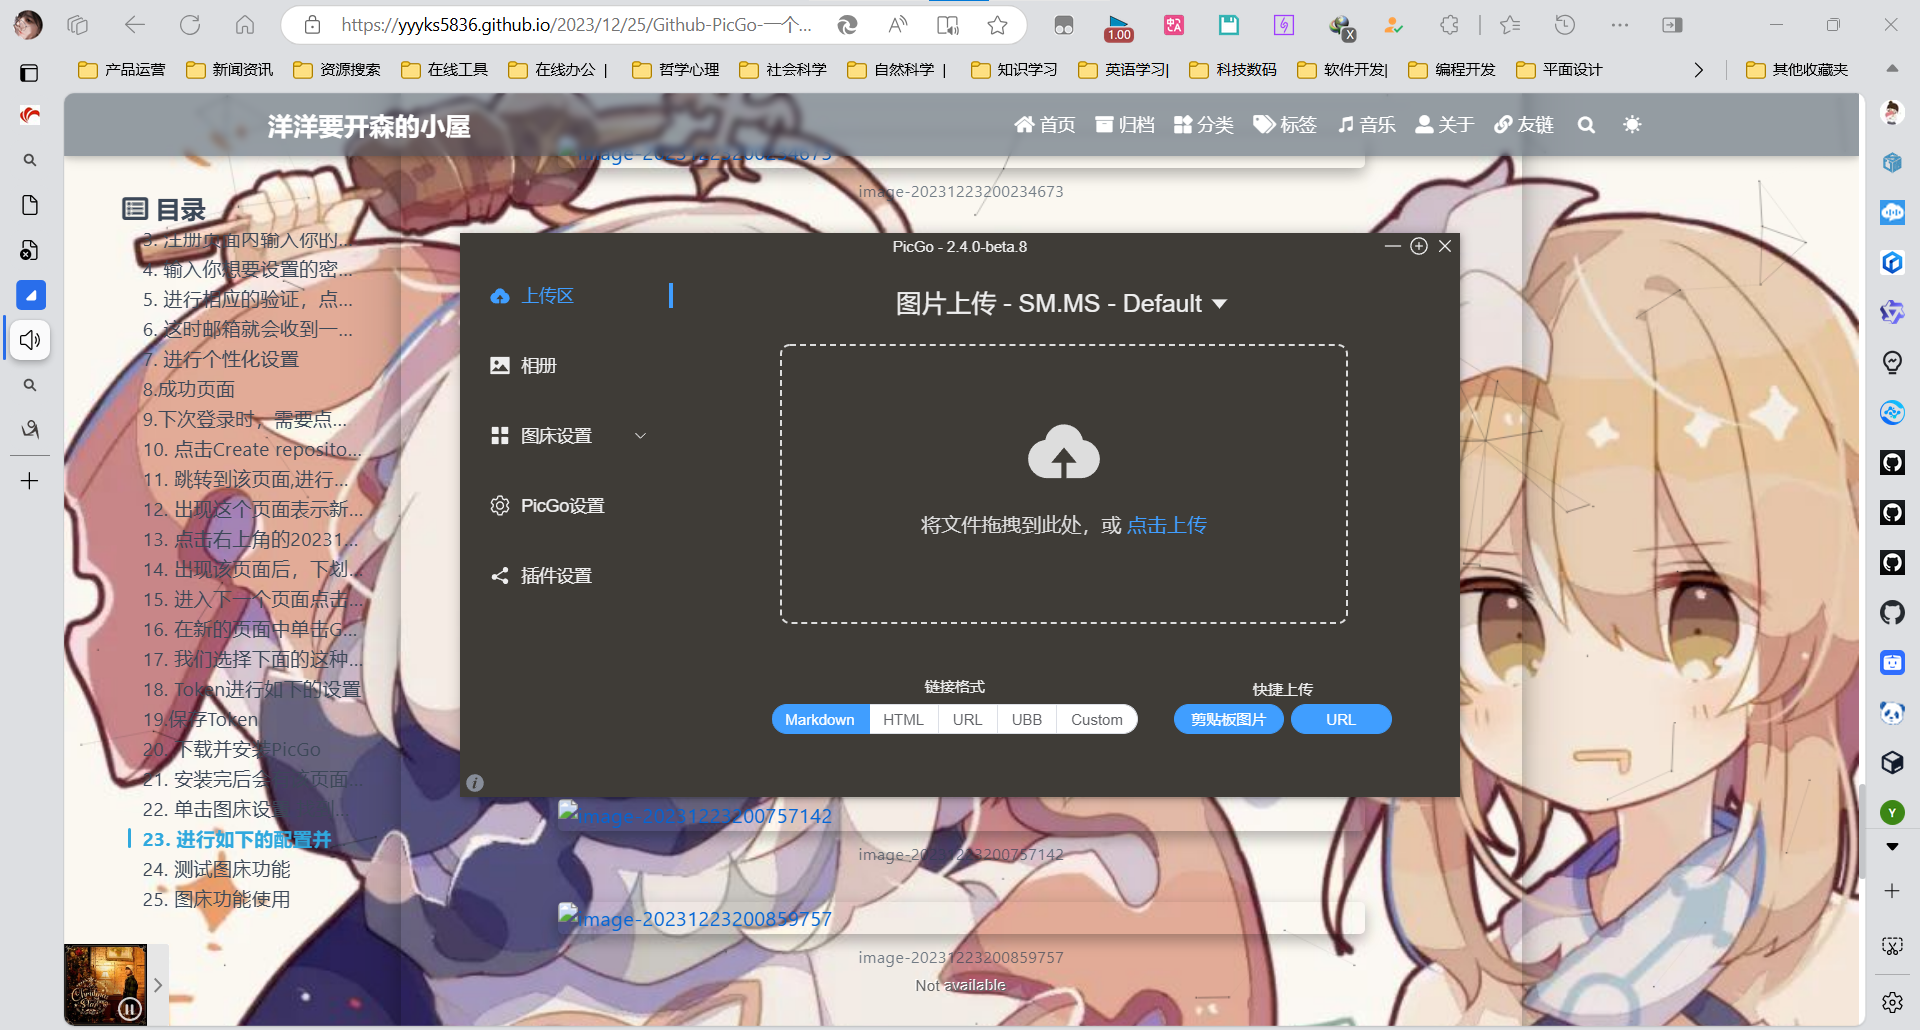 https://yyyks5836.github.io/2023/12/25/Github-PicGo-一个...
1.00
产品运营
新闻资讯
资源搜索
在线工具
在线办公 |
哲学心理
社会科学
自然科学 |
知识学习
英语学习|
科技数码
软件开发|
编程开发
平面设计
其他收藏夹
洋洋要开森的小屋
首页
归档
分类
标签
音乐
关于
友链
image-20231223200234673
image-20231223200234673
目录
3. 注册页面内输入你的...
4. 输入你想要设置的密...
5. 进行相应的验证，点...
6. 这时邮箱就会收到一...
7. 进行个性化设置
8.成功页面
9.下次登录时，需要点...
10. 点击Create reposito...
11. 跳转到该页面,进行...
12. 出现这个页面表示新...
13. 点击右上角的20231...
14. 出现该页面后，下划...
15. 进入下一个页面点击...
16. 在新的页面中单击G...
17. 我们选择下面的这种...
18. Token进行如下的设置
19.保存Token
20. 下载并安装PicGo
21. 安装完后会 页面...
22. 单击图床设置
23. 进行如下的配置并
24. 测试图床功能
25. 图床功能使用
PicGo - 2.4.0-beta.8
上传区
相册
图床设置
PicGo设置
插件设置
图片上传 - SM.MS - Default
将文件拖拽到此处，或 点击上传
链接格式
Markdown
HTML
URL
UBB
Custom
快捷上传
剪贴板图片
URL
image-20231223200757142
image-20231223200757142
image-20231223200859757
image-20231223200859757
Not available
Christmas
Y